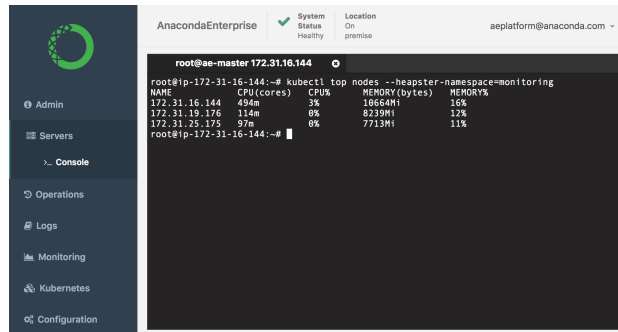 AnacondaEnterprise
System
Status
Healthy
Location
On
premise
aeplatform@anaconda.com
Admin
Servers
>_ Console
Operations
Logs
Monitoring
Kubernetes
Configuration
root@ae-master 172.31.16.144
root@ip-172-31-16-144:~# kubectl top nodes --heapster-namespace=monitoring
NAME CPU(cores) CPU% MEMORY(bytes) MEMORY%
172.31.16.144 494m 3% 10664Mi 16%
172.31.19.176 114m 0% 8239Mi 12%
172.31.25.175 97m 0% 7713Mi 11%
root@ip-172-31-16-144:~#